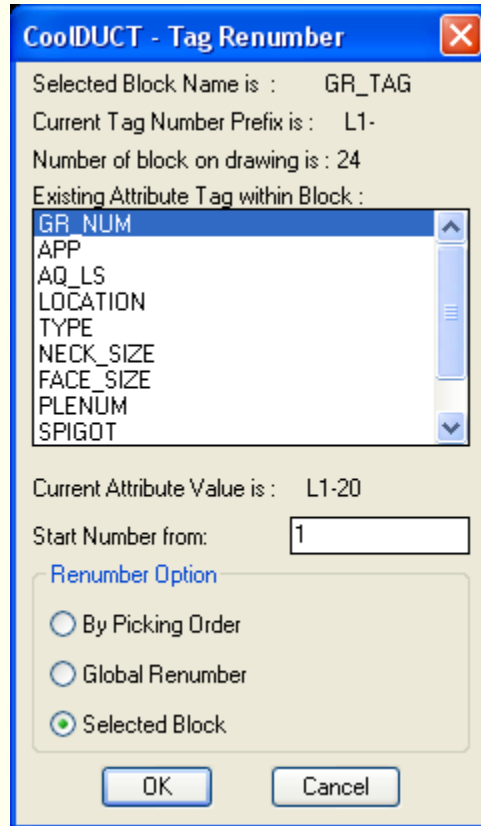 CoolDUCT - Tag Renumber
Selected Block Name is : GR_TAG
Current Tag Number Prefix is : L1-
Number of block on drawing is : 24
Existing Attribute Tag within Block :
GR_NUM
APP
AQ_LS
LOCATION
TYPE
NECK_SIZE
FACE_SIZE
PLENUM
SPIGOT
Current Attribute Value is : L1-20
Start Number from: 1
Renumber Option
By Picking Order
Global Renumber
Selected Block
OK Cancel